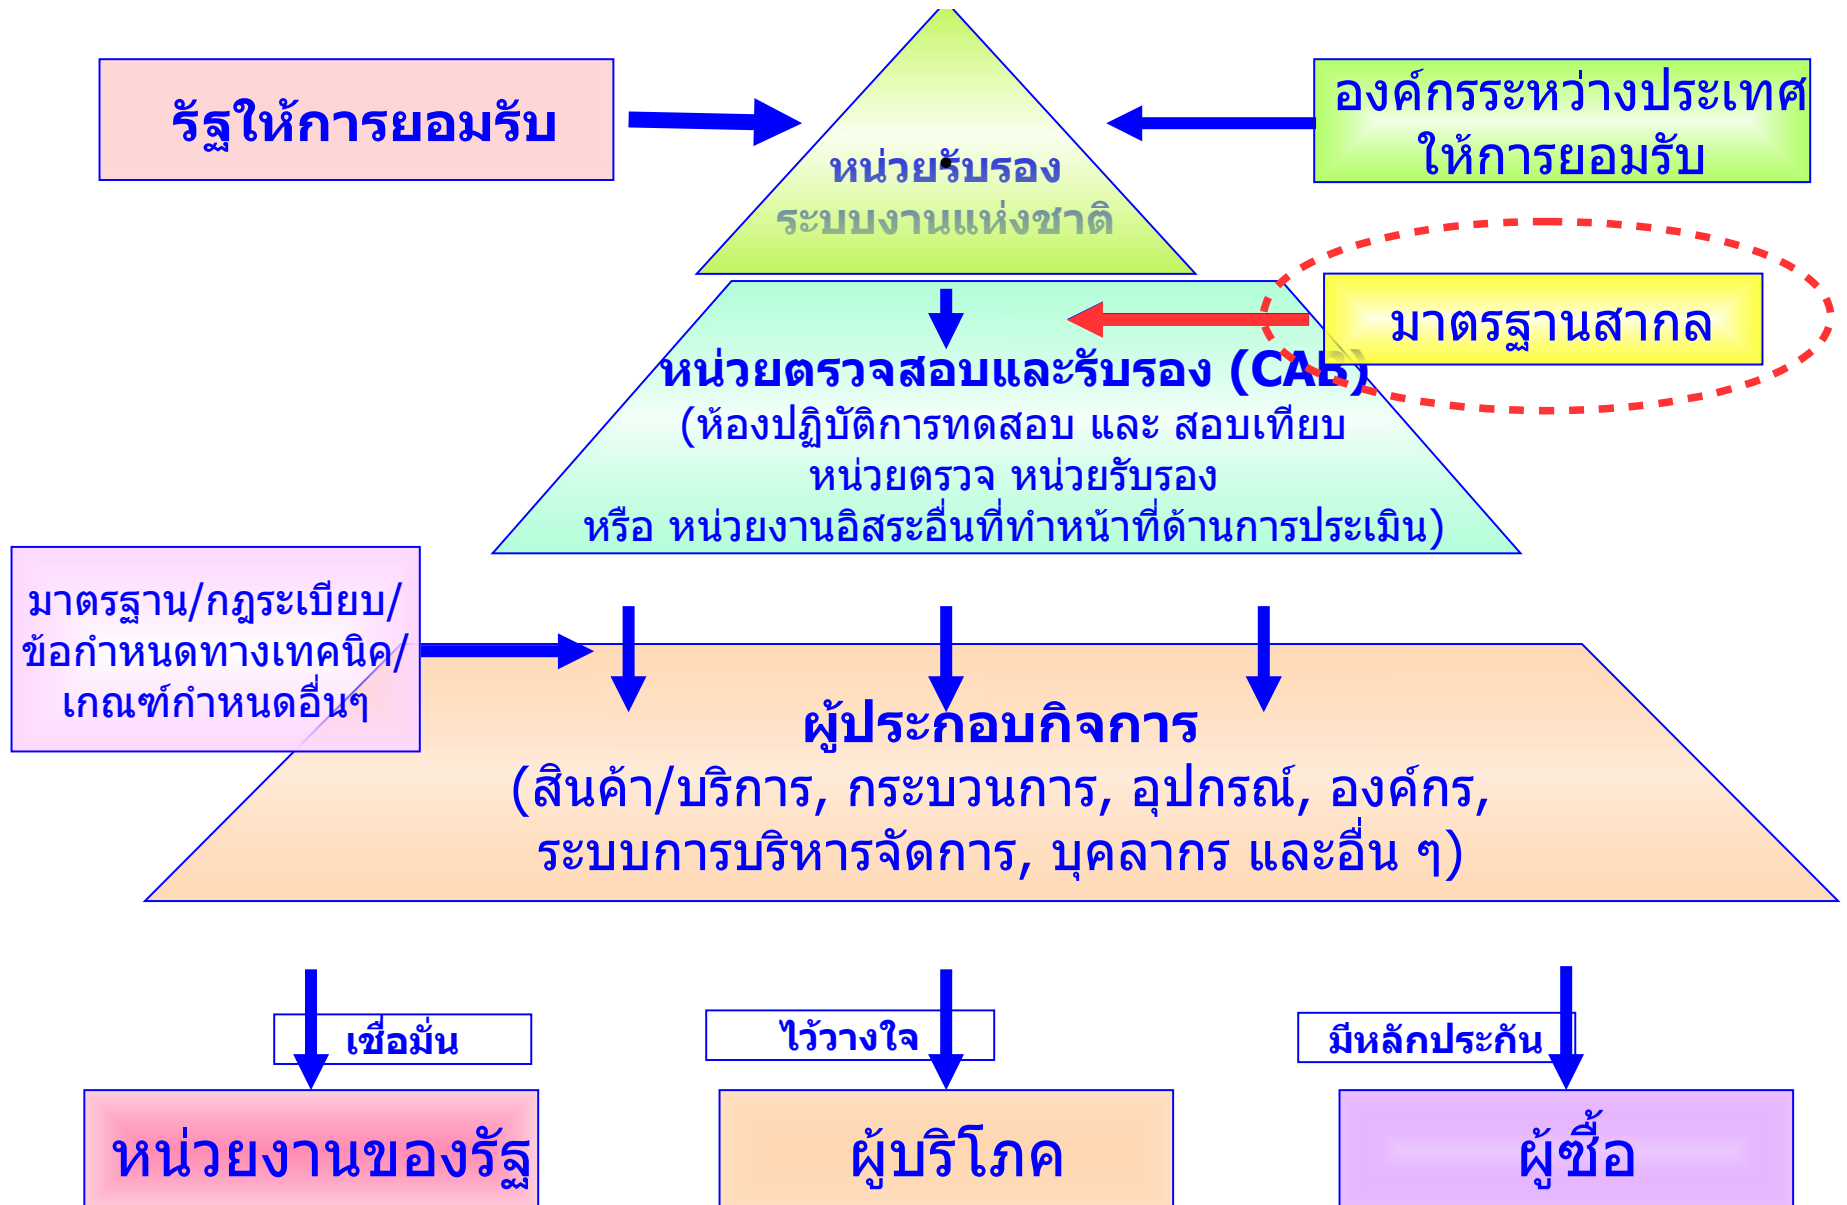 รัฐให้การยอมรับ
องค์กรระหว่างประเทศ
ให้การยอมรับ
หน่วยรับรอง
ระบบงานแห่งชาติ
มาตรฐานสากล
หน่วยตรวจสอบและรับรอง (CAB)
(ห้องปฏิบัติการทดสอบ และ สอบเทียบ
หน่วยตรวจ หน่วยรับรอง
หรือ หน่วยงานอิสระอื่นที่ทำหน้าที่ด้านการประเมิน)
มาตรฐาน/กฎระเบียบ/
ข้อกำหนดทางเทคนิค/
เกณฑ์กำหนดอื่นๆ
ผู้ประกอบกิจการ
(สินค้า/บริการ, กระบวนการ, อุปกรณ์, องค์กร,
ระบบการบริหารจัดการ, บุคลากร และอื่น ๆ)
เชื่อมั่น
ไว้วางใจ
มีหลักประกัน
หน่วยงานของรัฐ
ผู้บริโภค
ผู้ซื้อ